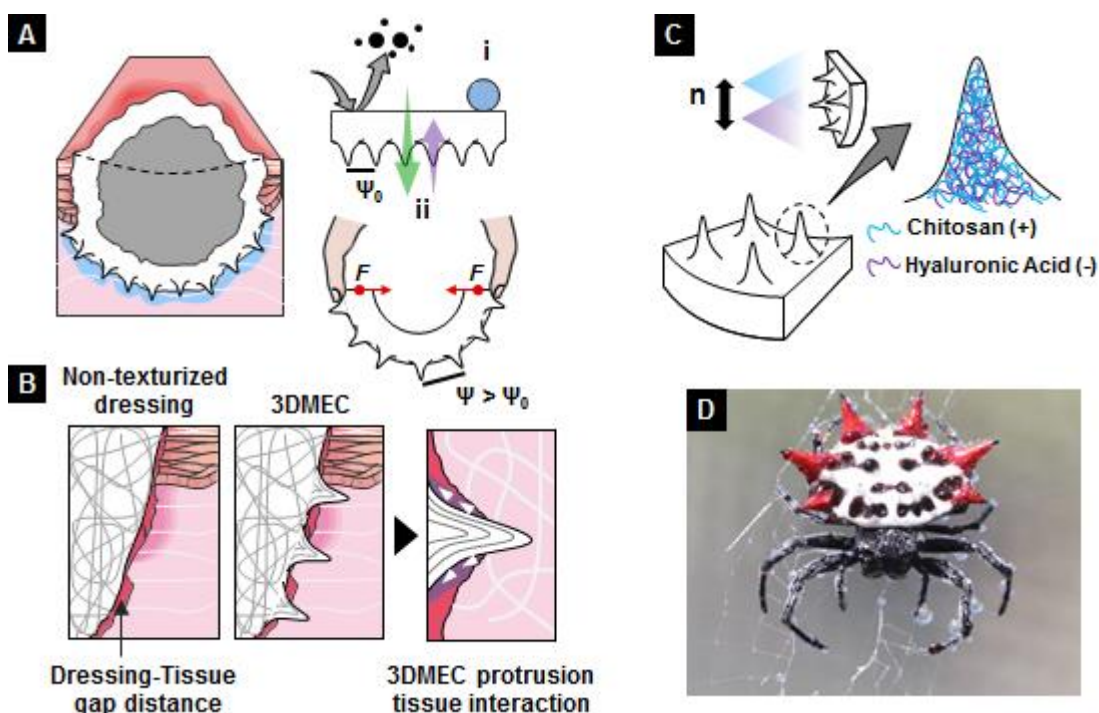 A
i
Ψ₀
ii
F
F
Ψ > Ψ₀
B
Non-texturized
dressing
3DMEC
Dressing-Tissue
gap distance
3DMEC protrusion
tissue interaction
C
n
Chitosan (+)
Hyaluronic Acid (-)
D